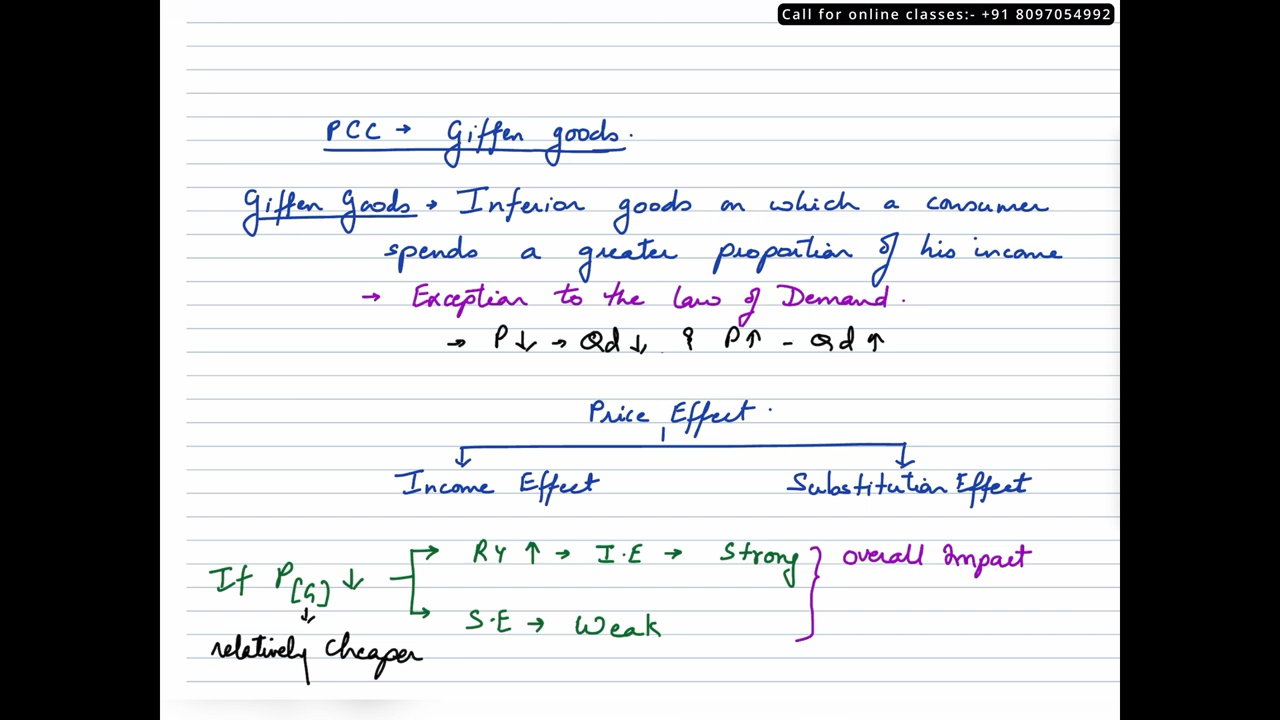 Call for online classes:- +91 8097054992
PCC → Giffen goods.
Giffen Goods → Inferior goods on which a consumer
spends a greater proportion of his income
→ Exception to the law of Demand.
→ P↓ → Qd↓ & P↑ - Qd↑
Price Effect
Income Effect Substitution Effect
RY ↑ → I.E → Strong } overall Impact
If P[G] ↓
S.E → Weak
relatively cheaper